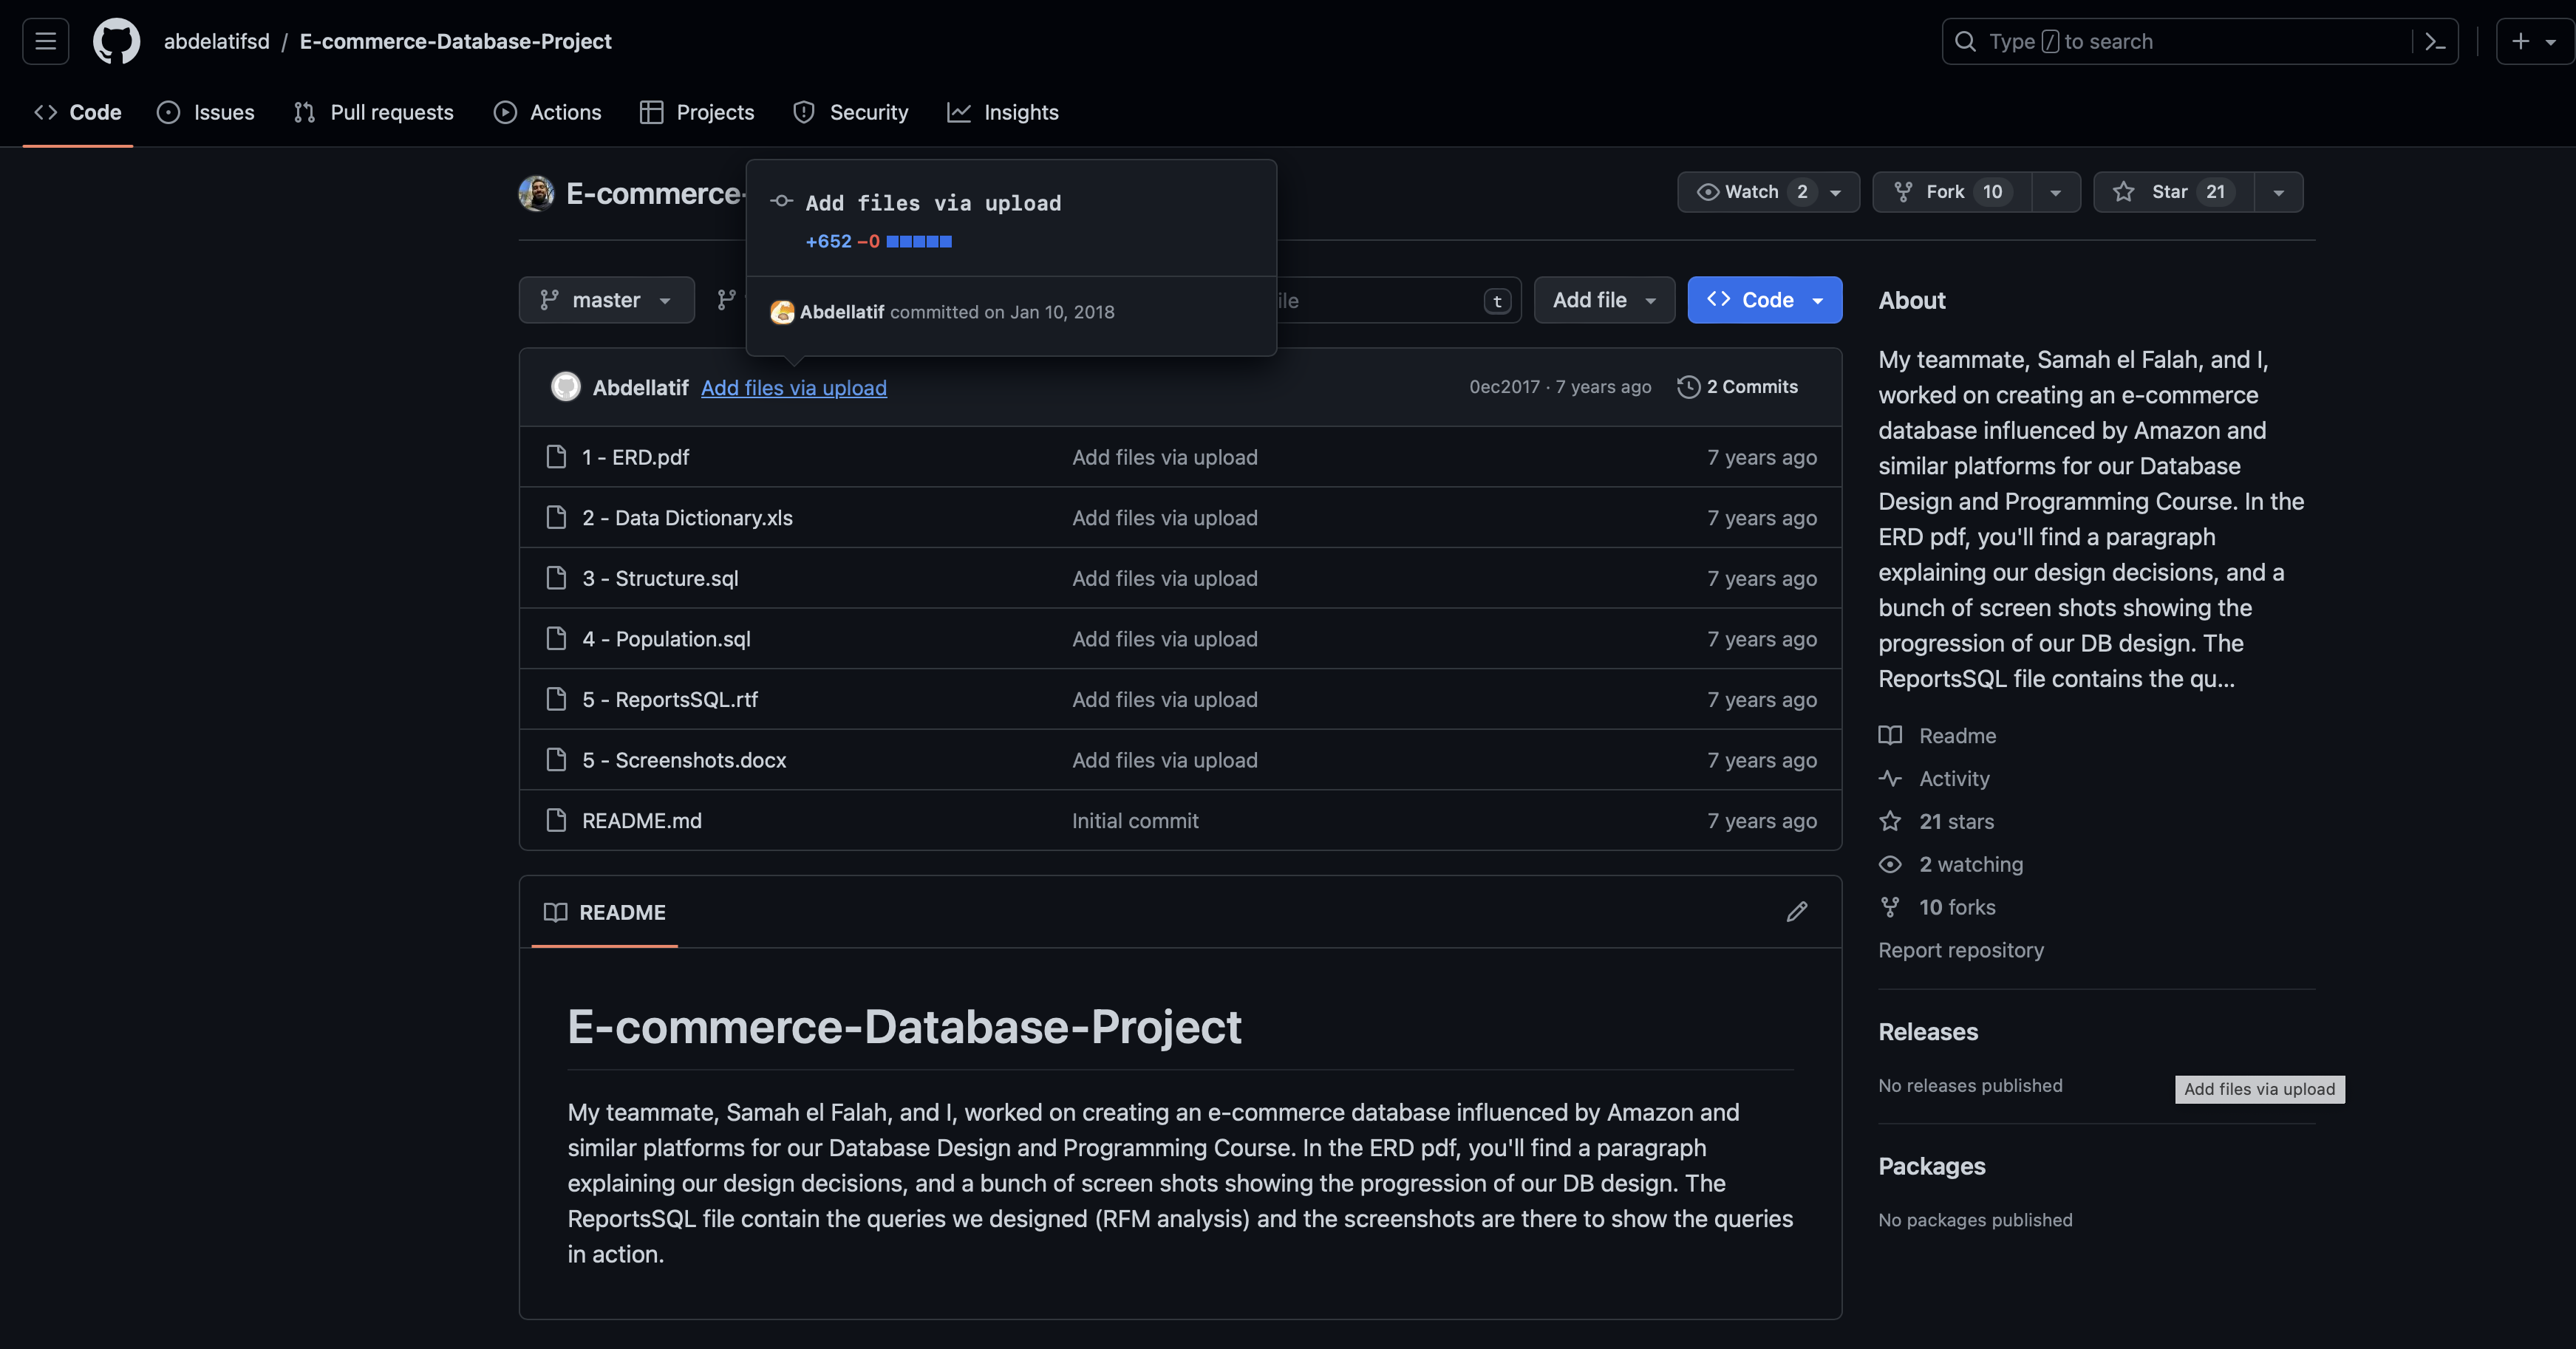 abdelatifsd / E-commerce-Database-Project
Type / to search
Code
Issues
Pull requests
Actions
Projects
Security
Insights
E-commerce-
Watch 2
Fork 10
Star 21
Add files via upload
+652 −0
Abdellatif committed on Jan 10, 2018
master
t
Add file
Code
Abdellatif Add files via upload
0ec2017 · 7 years ago
2 Commits
1 - ERD.pdf Add files via upload 7 years ago
2 - Data Dictionary.xls Add files via upload 7 years ago
3 - Structure.sql Add files via upload 7 years ago
4 - Population.sql Add files via upload 7 years ago
5 - ReportsSQL.rtf Add files via upload 7 years ago
5 - Screenshots.docx Add files via upload 7 years ago
README.md Initial commit 7 years ago
README
E-commerce-Database-Project
My teammate, Samah el Falah, and I, worked on creating an e-commerce database influenced by Amazon and
similar platforms for our Database Design and Programming Course. In the ERD pdf, you'll find a paragraph
explaining our design decisions, and a bunch of screen shots showing the progression of our DB design. The
ReportsSQL file contain the queries we designed (RFM analysis) and the screenshots are there to show the queries
in action.
About
My teammate, Samah el Falah, and I,
worked on creating an e-commerce
database influenced by Amazon and
similar platforms for our Database
Design and Programming Course. In the
ERD pdf, you'll find a paragraph
explaining our design decisions, and a
bunch of screen shots showing the
progression of our DB design. The
ReportsSQL file contains the qu...
Readme
Activity
21 stars
2 watching
10 forks
Report repository
Releases
No releases published
Add files via upload
Packages
No packages published